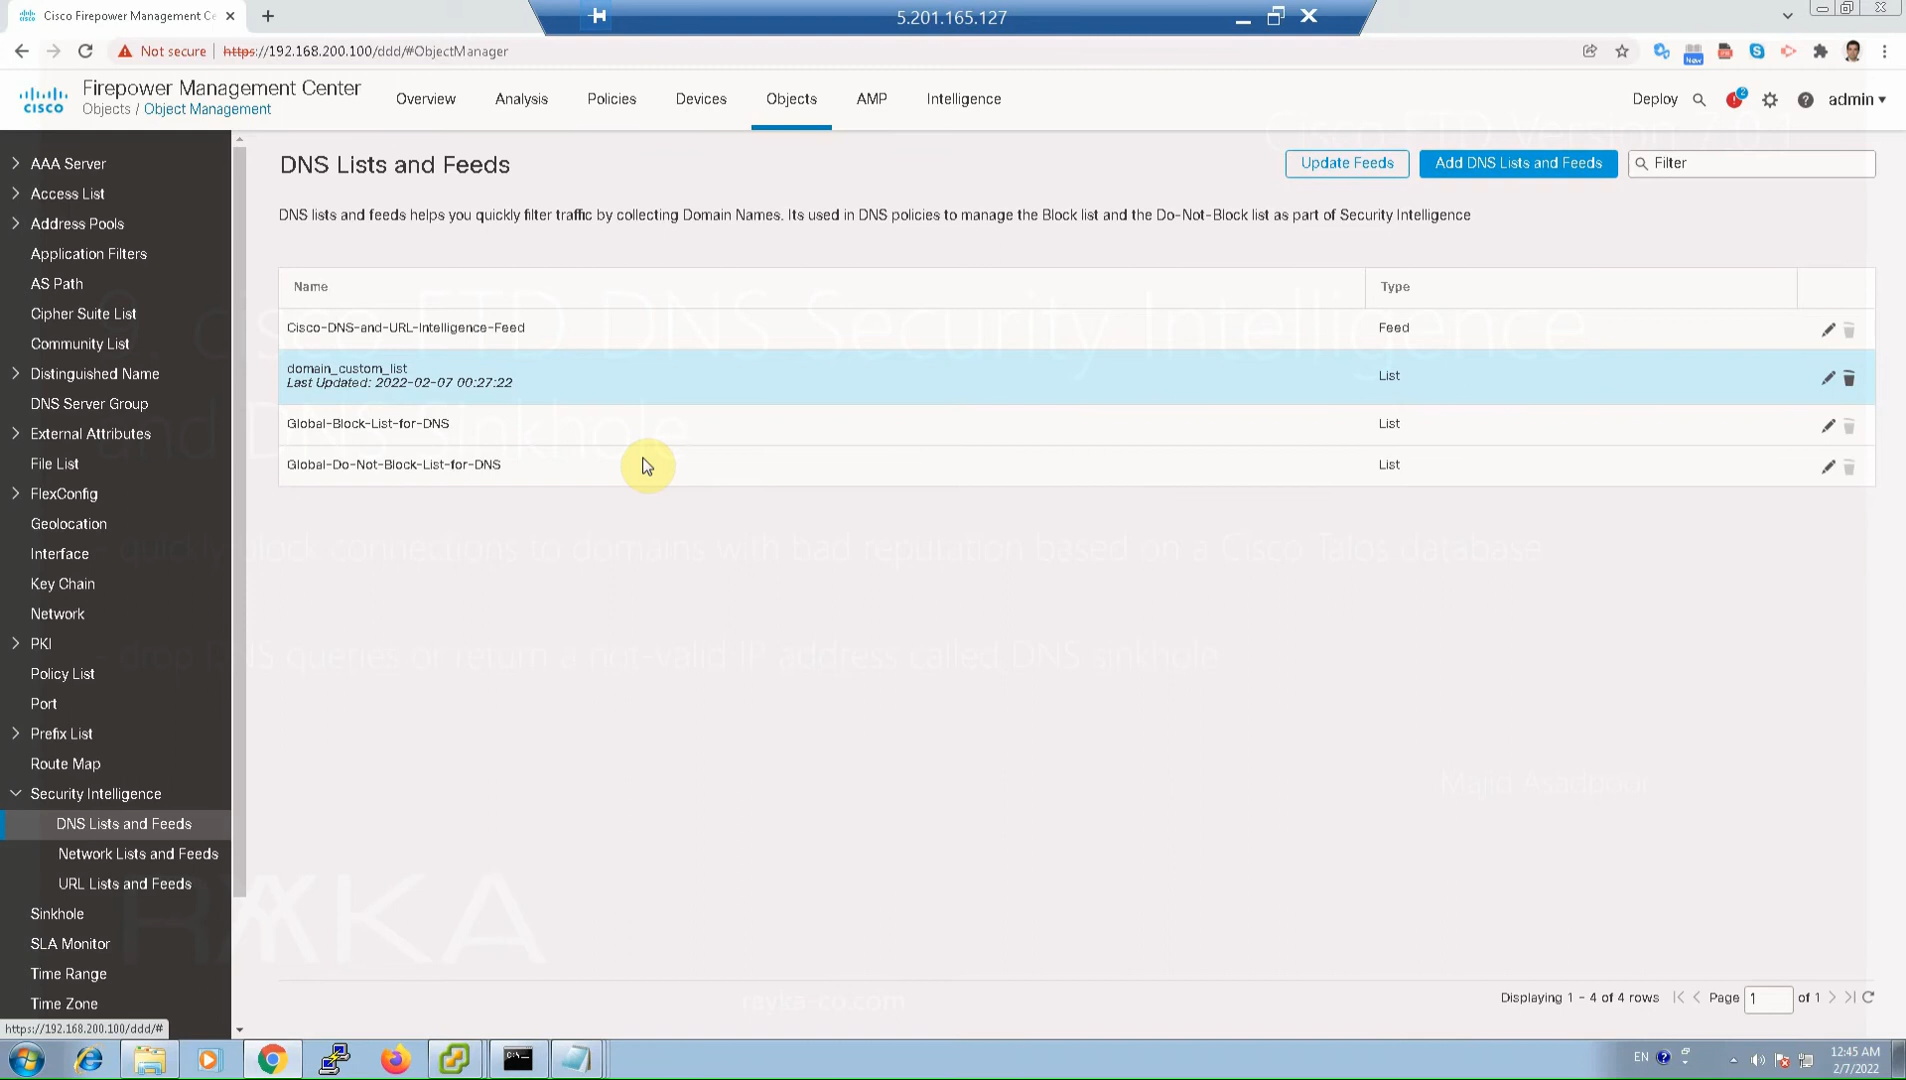 Cisco Firepower Management Ce
5.201.165.127
Not secure
https://192.168.200.100/ddd/#ObjectManager
New
Firepower Management Center
Objects / Object Management
Overview
Analysis
Policies
Devices
Objects
AMP
Intelligence
Deploy
2
admin
CISCO
Cisco FTD Version 7.0.1
AAA Server
Access List
Address Pools
Application Filters
AS Path
Cipher Suite List
Community List
Distinguished Name
DNS Server Group
External Attributes
File List
FlexConfig
Geolocation
Interface
Key Chain
Network
PKI
Policy List
Port
Prefix List
Route Map
Security Intelligence
DNS Lists and Feeds
Network Lists and Feeds
URL Lists and Feeds
Sinkhole
SLA Monitor
Time Range
Time Zone
DNS Lists and Feeds
Update Feeds
Add DNS Lists and Feeds
Filter
DNS lists and feeds helps you quickly filter traffic by collecting Domain Names. Its used in DNS policies to manage the Block list and the Do-Not-Block list as part of Security Intelligence
Name
Type
Cisco-DNS-and-URL-Intelligence-Feed
Feed
domain_custom_list
Last Updated: 2022-02-07 00:27:22
List
Global-Block-List-for-DNS
List
Global-Do-Not-Block-List-for-DNS
List
9. cisco FTD DNS Security Intelligence
and DNS Sinkhole
- quickly block connections to domains with bad reputation based on a Cisco Talos database
- drop DNS queries or return a not-valid IP address called DNS sinkhole
Majid Asadpoor
RAYKA
rayka-co.com
Displaying 1 - 4 of 4 rows
Page
1
of 1
https://192.168.200.100/ddd/#
EN
12:45 AM
2/7/2022